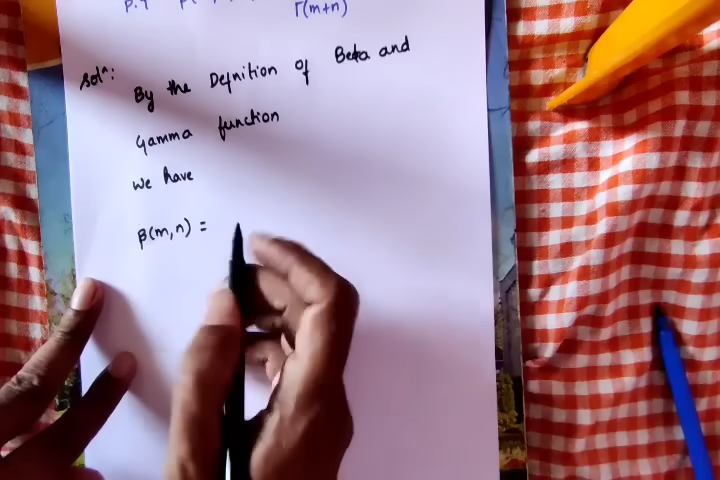 P.T
Γ(m+n)
Solⁿ:
By the Definition of Beta and
Gamma function
We have
β(m,n) =